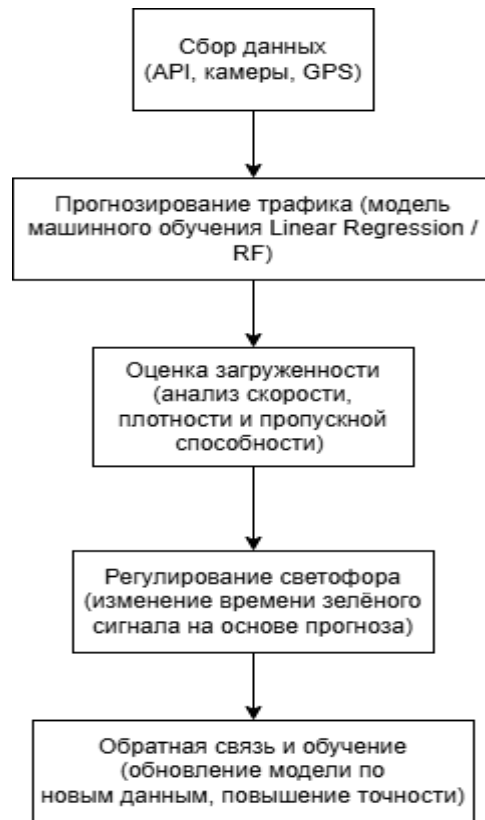 Сбор данных
(API, камеры, GPS)
Прогнозирование трафика (модель
машинного обучения Linear Regression /
RF)
Оценка загруженности
(анализ скорости,
плотности и пропускной
способности)
Регулирование светофора
(изменение времени зелёного
сигнала на основе прогноза)
Обратная связь и обучение
(обновление модели по
новым данным, повышение точности)